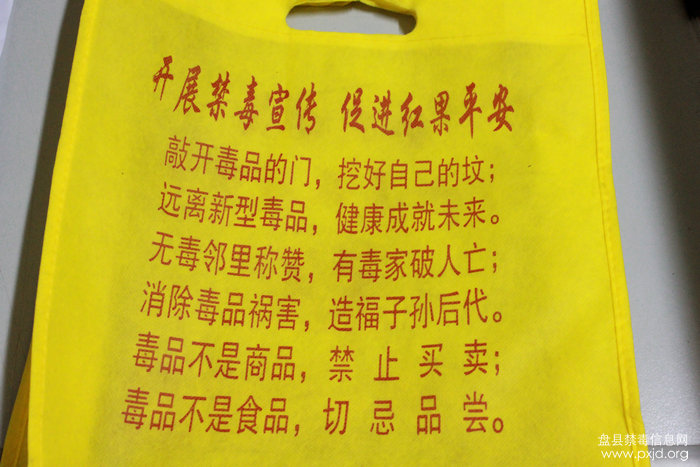 开展禁毒宣传 促进红果平安
敲开毒品的门，挖好自己的坟；
远离新型毒品，健康成就未来。
无毒邻里称赞，有毒家破人亡；
消除毒品祸害，造福子孙后代。
毒品不是商品，禁止买卖；
毒品不是食品，切忌品尝。
盘县禁毒信息网
www.pxjd.org